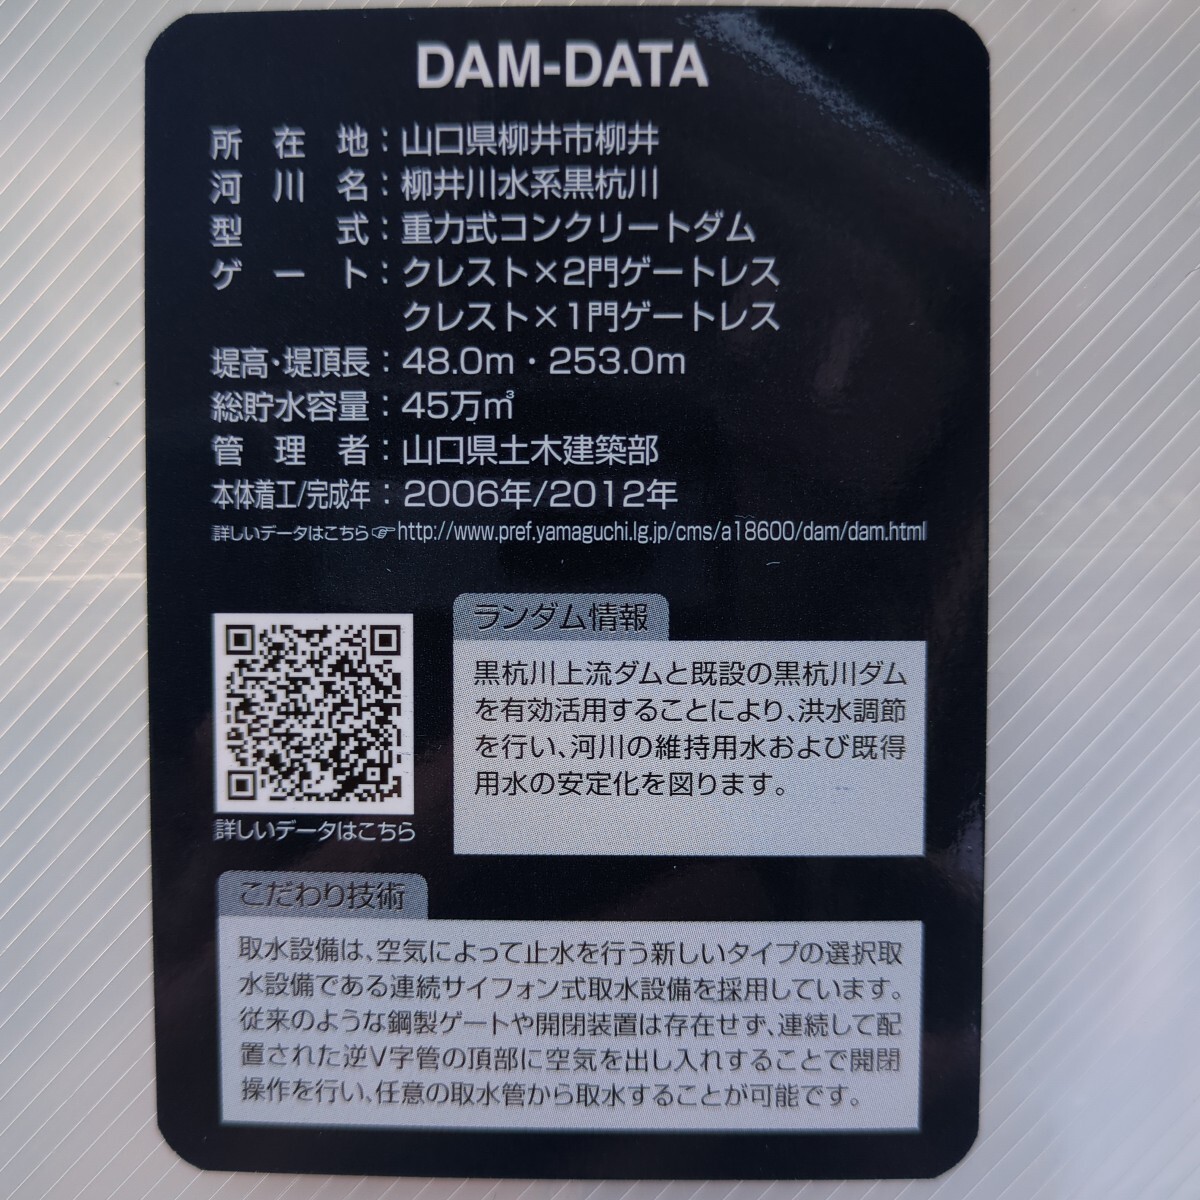 DAM-DATA
所在地：山口県柳井市柳井
河川名：柳井川水系黒杭川
型式：重力式コンクリートダム
ゲート：クレスト×2門ゲートレス
クレスト×1門ゲートレス
堤高・堤頂長：48.0m・253.0m
総貯水容量：45万㎥
管理者：山口県土木建築部
本体着工/完成年：2006年/2012年
詳しいデータはこちら☞http://www.pref.yamaguchi.lg.jp/cms/a18600/dam/dam.html
ランダム情報
黒杭川上流ダムと既設の黒杭川ダム
を有効活用することにより、洪水調節
を行い、河川の維持用水および既得
用水の安定化を図ります。
詳しいデータはこちら
こだわり技術
取水設備は、空気によって止水を行う新しいタイプの選択取
水設備である連続サイフォン式取水設備を採用しています。
従来のような鋼製ゲートや開閉装置は存在せず、連続して配
置された逆V字管の頂部に空気を出し入れすることで開閉
操作を行い、任意の取水管から取水することが可能です。